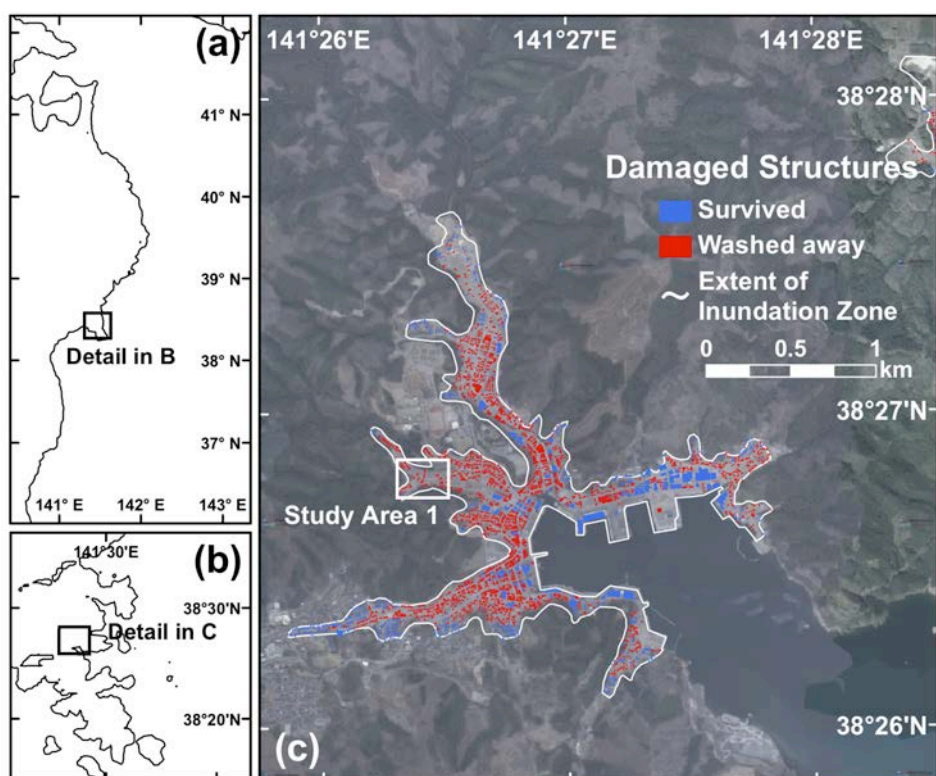 (a)
41° N
40° N
39° N
Detail in B
38° N
37° N
141° E
142° E
143° E
(b)
141°30'E
38°30'N
Detail in C
38°20'N
141°26'E
141°27'E
141°28'E
38°28'N
Damaged Structures
Survived
Washed away
Extent of
Inundation Zone
0 0.5 1
km
38°27'N
Study Area 1
38°26'N
(c)